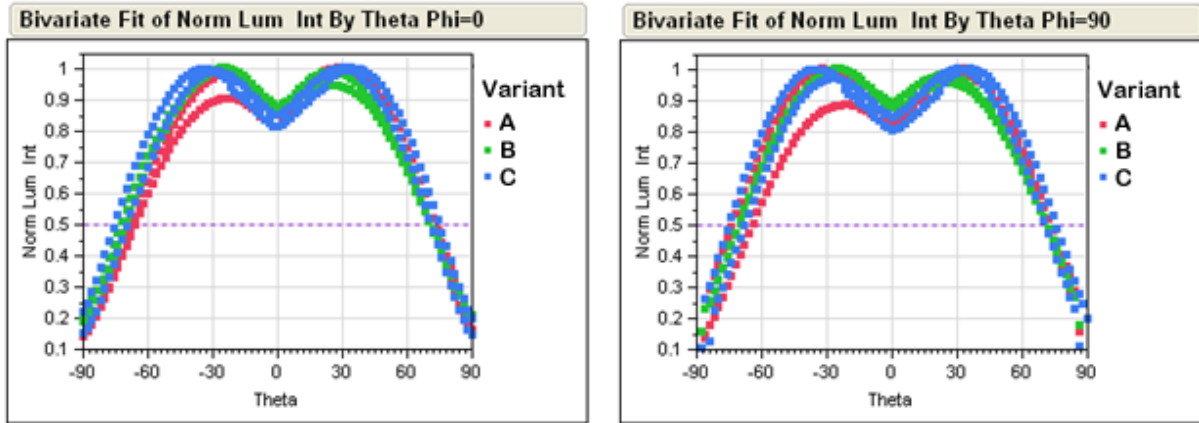 Bivariate Fit of Norm Lum Int By Theta Phi=0
Norm Lum Int
1
0.9
0.8
0.7
0.6
0.5
0.4
0.3
0.2
0.1
-90 -60 -30 0 30 60 90
Theta
Variant
A
B
C
Bivariate Fit of Norm Lum Int By Theta Phi=90
Norm Lum Int
1
0.9
0.8
0.7
0.6
0.5
0.4
0.3
0.2
0.1
-90 -60 -30 0 30 60 90
Theta
Variant
A
B
C